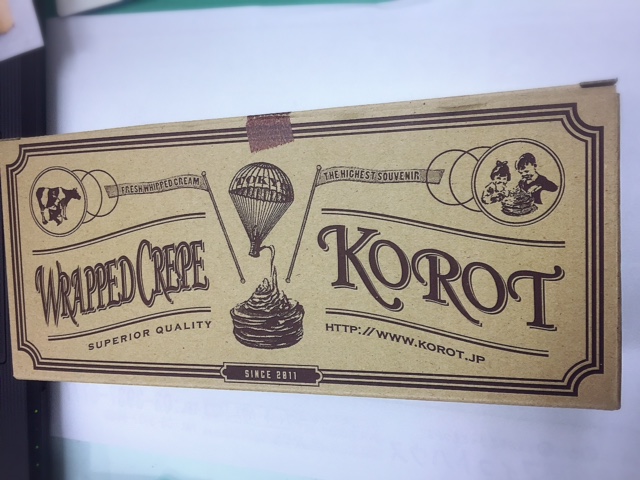 FRESH WHIPPED CREAM
THE HIGHEST SOUVENIR
WRAPPED CREPE
SUPERIOR QUALITY
KOROT
HTTP://WWW.KOROT.JP
SINCE 2011